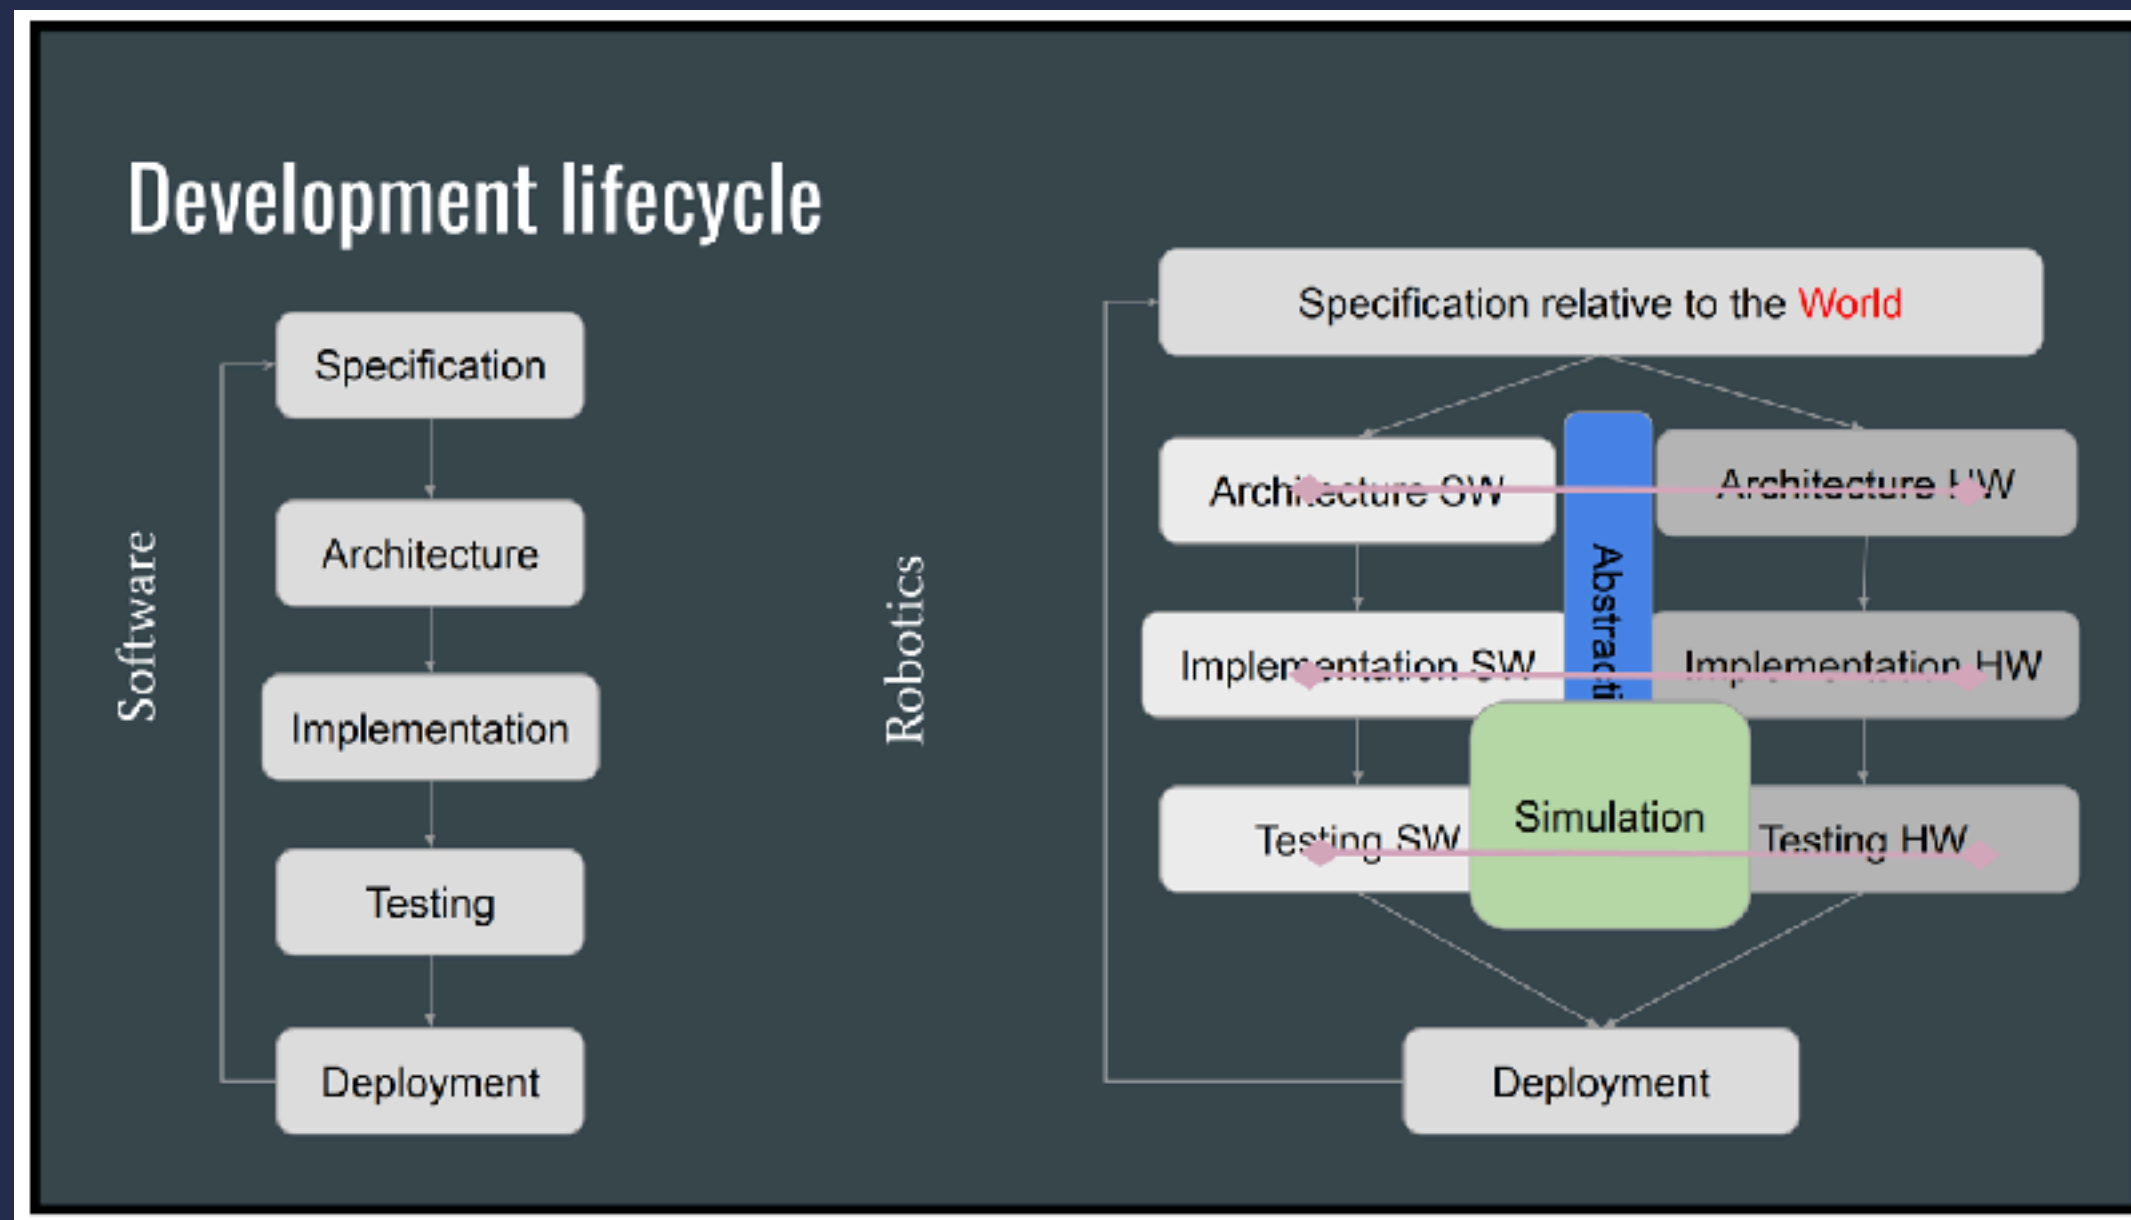 Development lifecycle
Software
Specification
Architecture
Implementation
Testing
Deployment
Robotics
Specification relative to the World
Architecture SW
Architecture HW
Abstracti
Implementation SW
Implementation HW
Simulation
Testing SW
Testing HW
Deployment